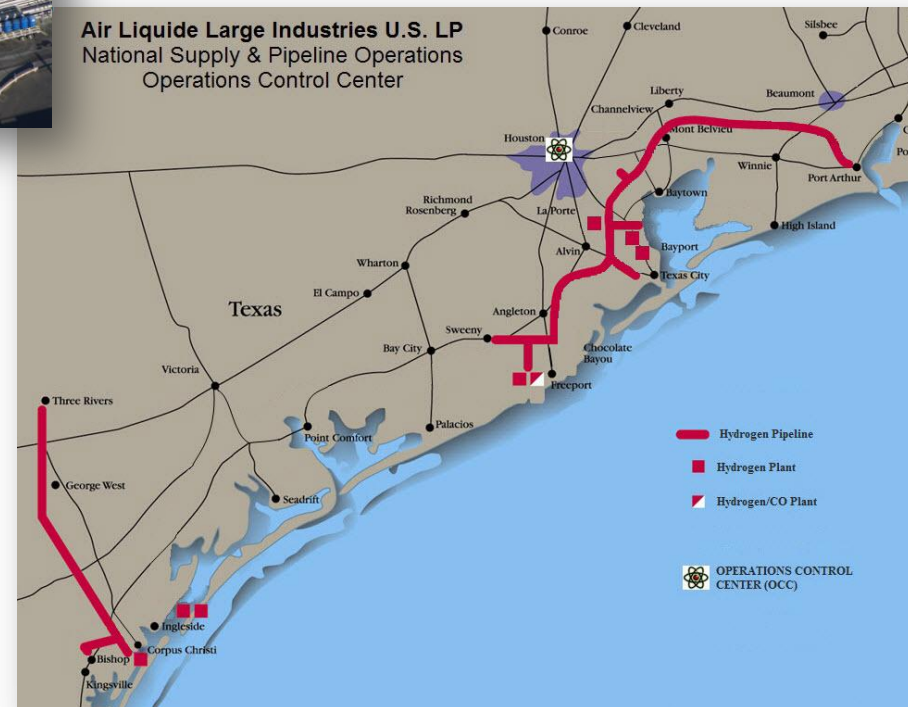 Air Liquide Large Industries U.S. LP
National Supply & Pipeline Operations
Operations Control Center
Conroe
Cleveland
Silsbee
Beaumont
Liberty
Channelview
Houston
Mont Belvieu
Winnie
Port Arthur
Baytown
Richmond
Rosenberg
La Porte
High Island
Bayport
Alvin
Wharton
Texas City
El Campo
Texas
Angleton
Sweeny
Bay City
Chocolate
Bayou
Victoria
Freeport
Three Rivers
Point Comfort
Palacios
Hydrogen Pipeline
Hydrogen Plant
George West
Seadrift
Hydrogen/CO Plant
OPERATIONS CONTROL
CENTER (OCC)
Ingleside
Corpus Christi
Bishop
Kingsville